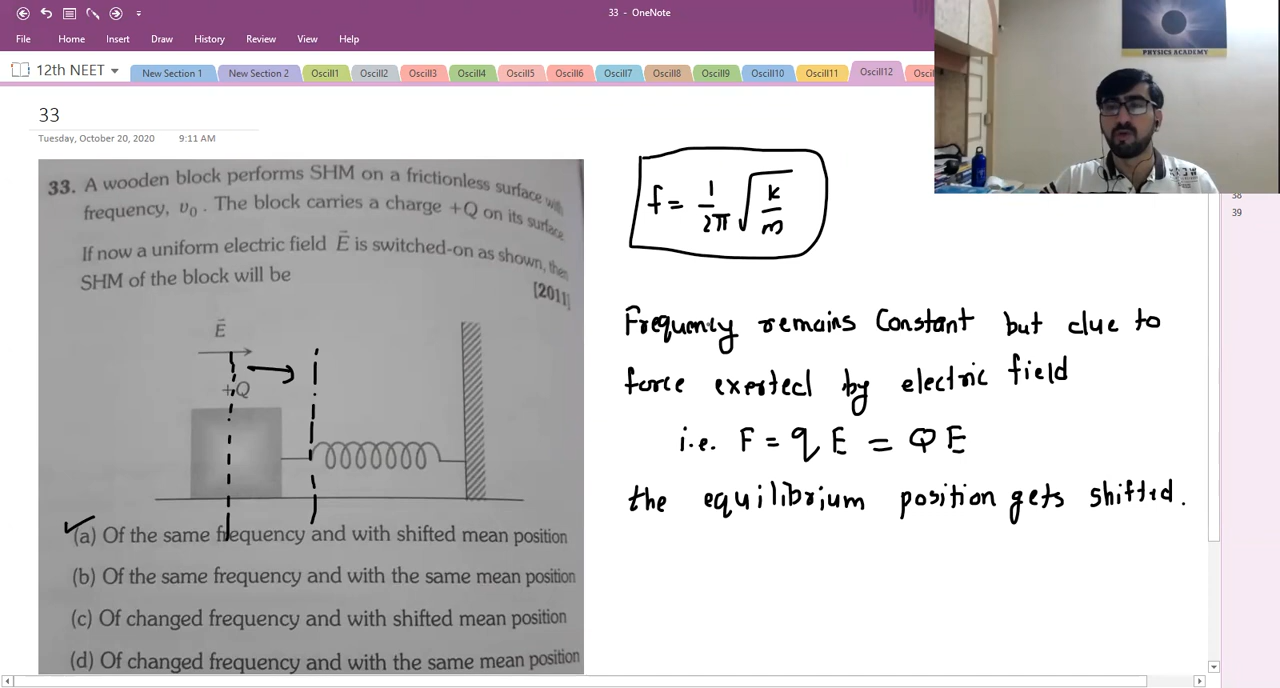 33 - OneNote
File Home Insert Draw History Review View Help
12th NEET New Section 1 New Section 2 Oscill1 Oscill2 Oscill3 Oscill4 Oscill5 Oscill6 Oscill7 Oscill8 Oscill9 Oscill10 Oscill11 Oscill12 Oscil
PHYSICS ACADEMY
33
Tuesday, October 20, 2020 9:11 AM
33. A wooden block performs SHM on a frictionless surface with
frequency, υ0. The block carries a charge +Q on its surface.
If now a uniform electric field E⃗ is switched-on as shown, then
SHM of the block will be
[2011]
E⃗
+Q
(a) Of the same frequency and with shifted mean position
(b) Of the same frequency and with the same mean position
(c) Of changed frequency and with shifted mean position
(d) Of changed frequency and with the same mean position
f = 1/2π √k/m
Frequency remains Constant but due to
force exerted by electric field
i.e. F = qE = QE
the equilibrium position gets shifted.
38
39